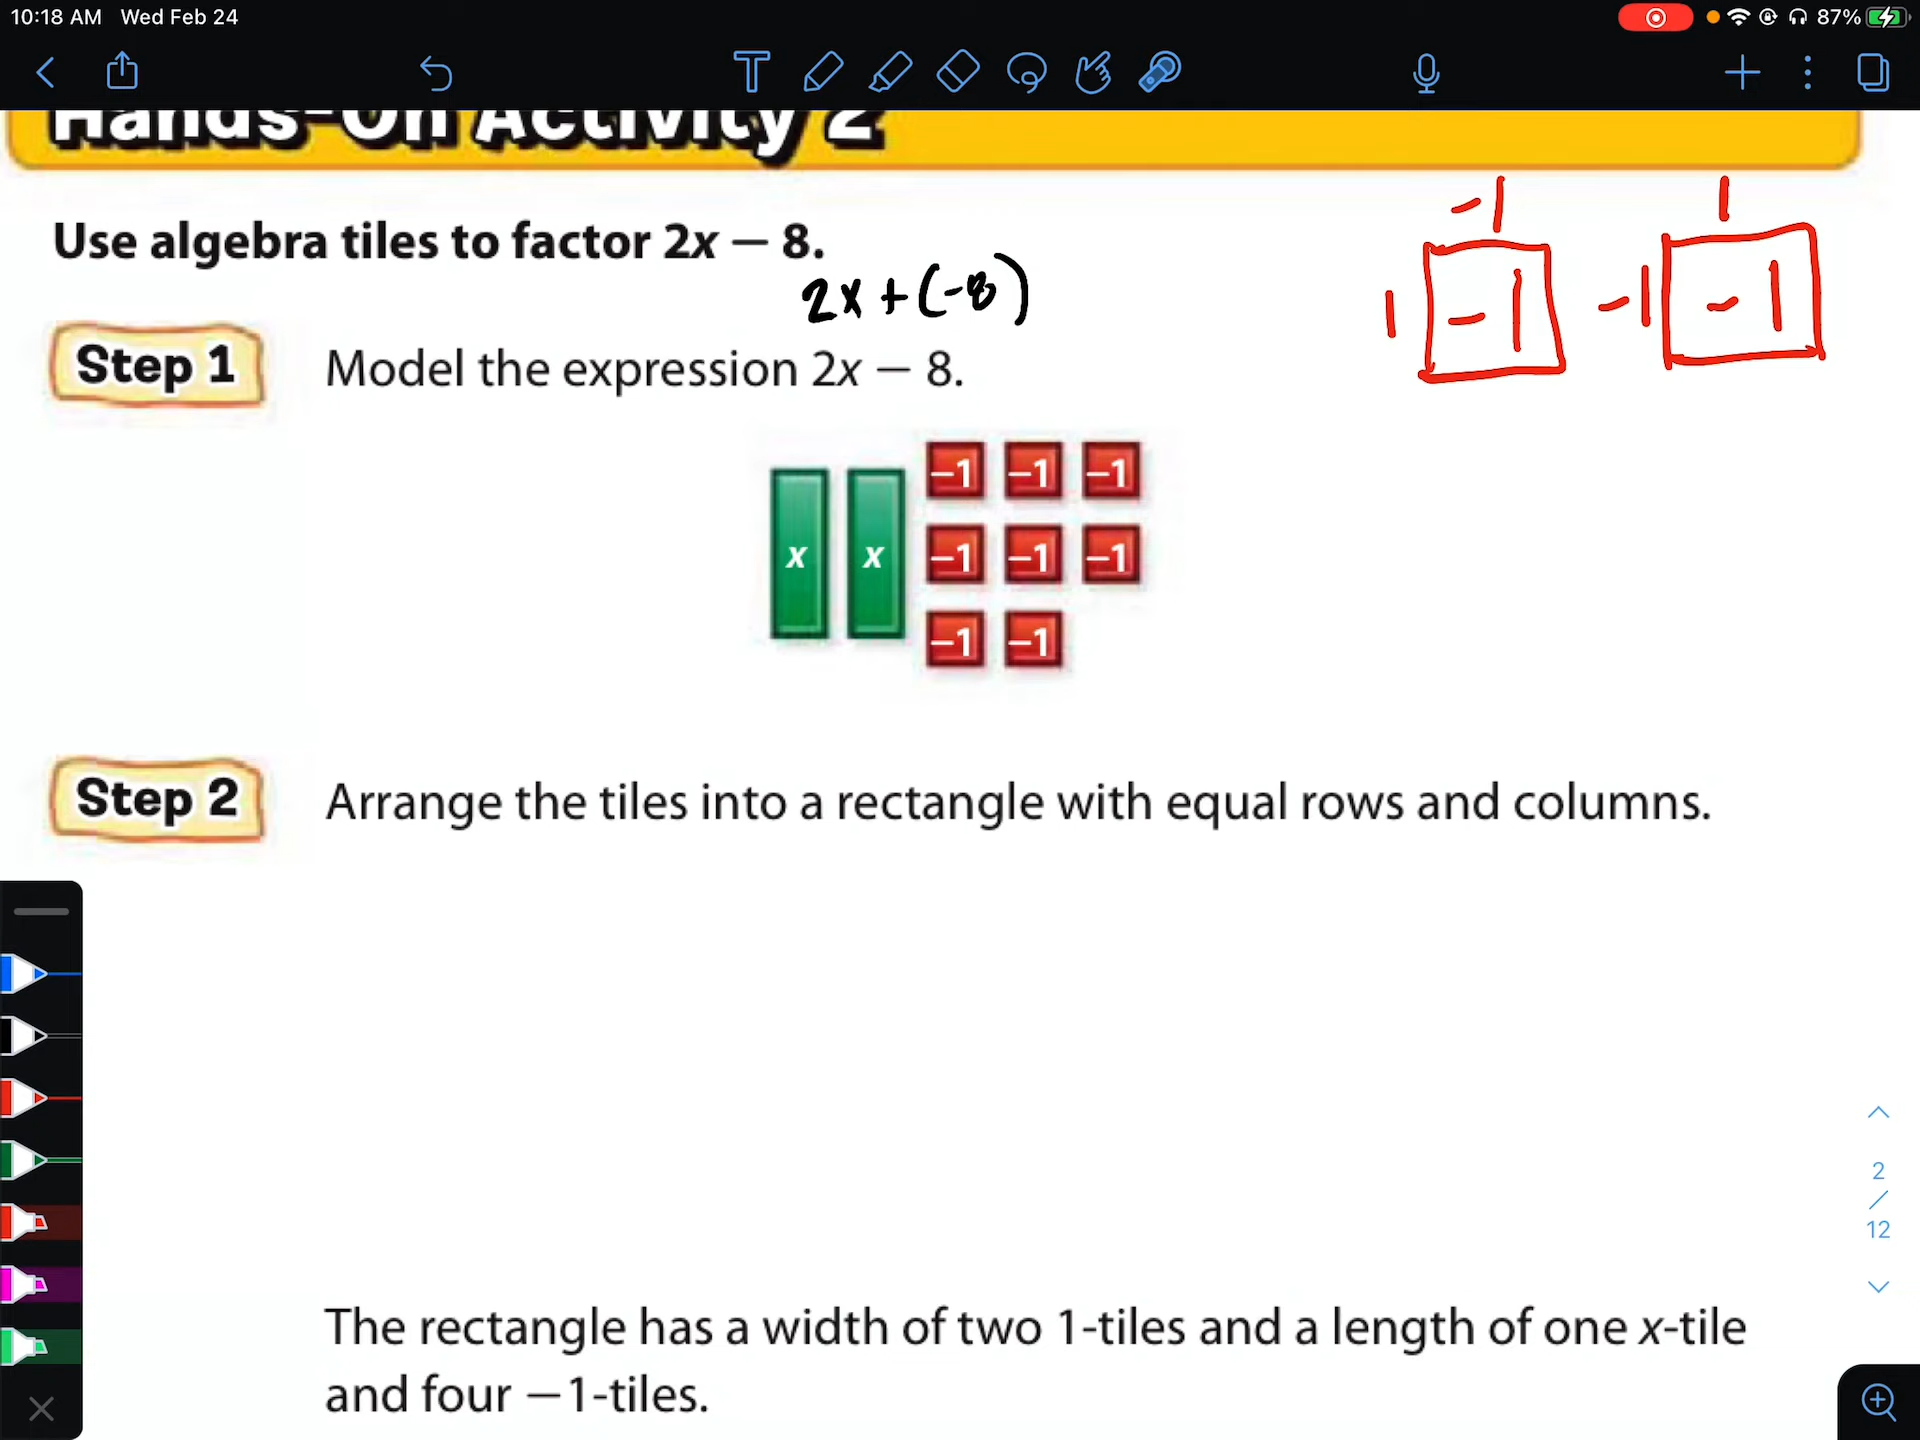 10:18 AM Wed Feb 24
87%
T
Hands-On Activity 2
-1 1
Use algebra tiles to factor 2x − 8.
2x+(-8)
1 -1 -1 -1
Step 1 Model the expression 2x − 8.
−1 −1 −1
x x −1 −1 −1
−1 −1
Step 2 Arrange the tiles into a rectangle with equal rows and columns.
2
/
12
The rectangle has a width of two 1-tiles and a length of one x-tile
and four −1-tiles.